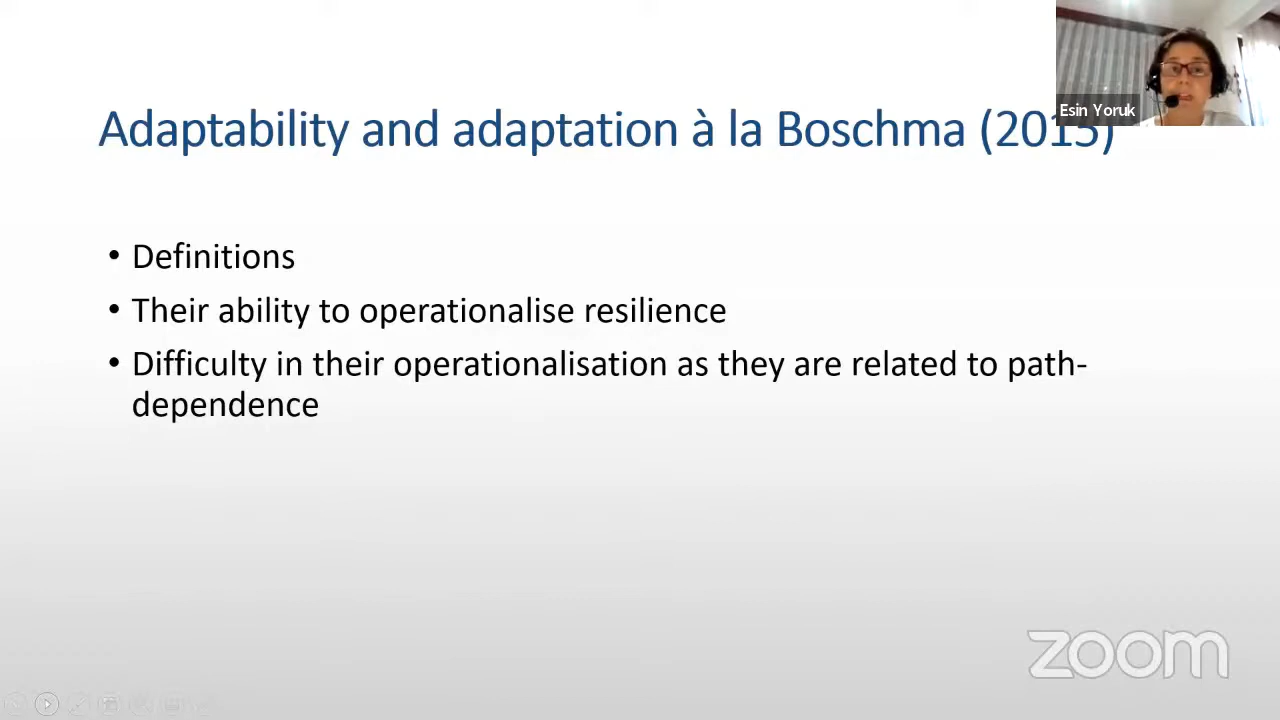 Esin Yoruk
Adaptability and adaptation à la Boschma (2015)
• Definitions
• Their ability to operationalise resilience
• Difficulty in their operationalisation as they are related to path-
dependence
zoom